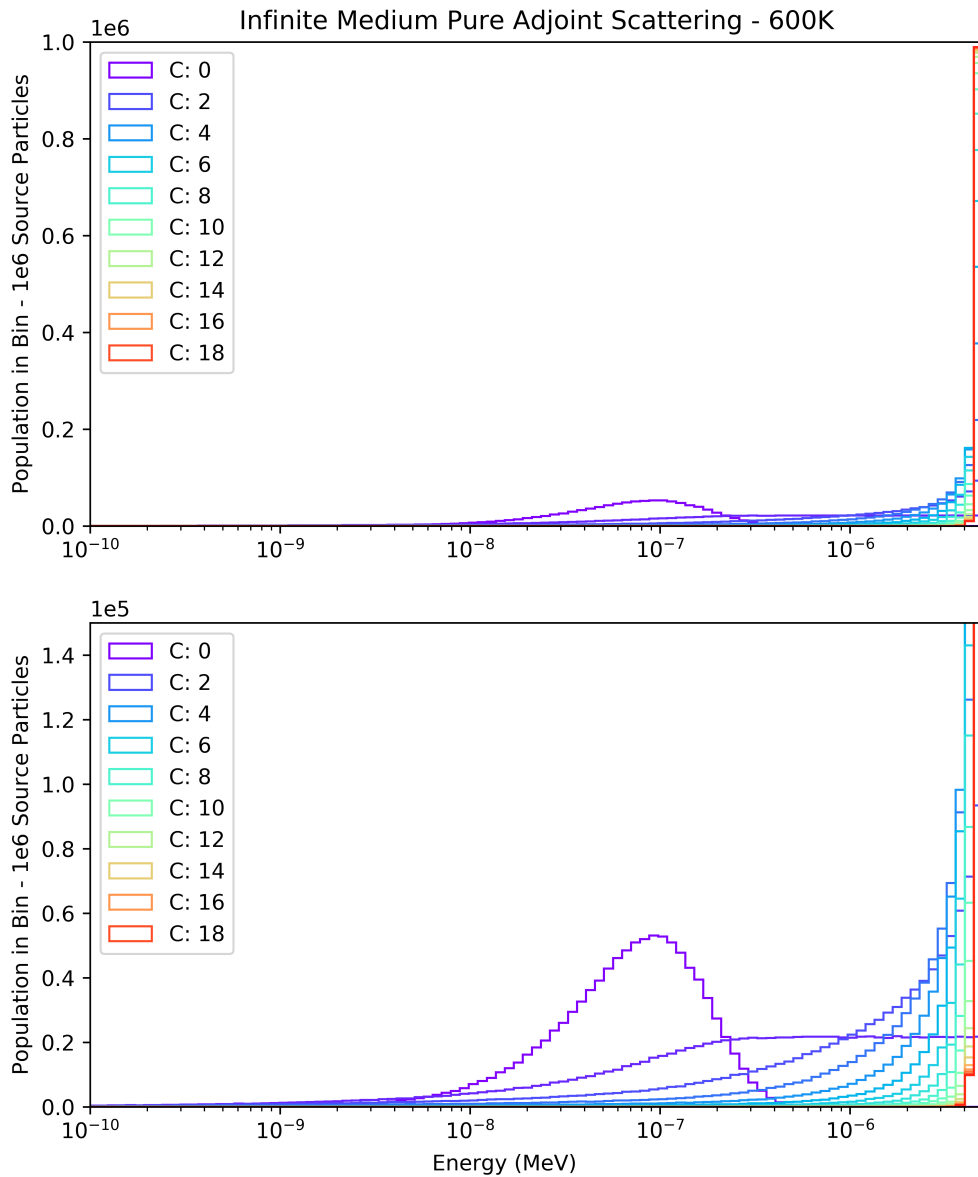 Infinite Medium Pure Adjoint Scattering - 600K
1e6
Population in Bin - 1e6 Source Particles
1.0
0.8
0.6
0.4
0.2
0.0
C: 0
C: 2
C: 4
C: 6
C: 8
C: 10
C: 12
C: 14
C: 16
C: 18
10⁻¹⁰ 10⁻⁹ 10⁻⁸ 10⁻⁷ 10⁻⁶
1e5
Population in Bin - 1e6 Source Particles
1.4
1.2
1.0
0.8
0.6
0.4
0.2
0.0
C: 0
C: 2
C: 4
C: 6
C: 8
C: 10
C: 12
C: 14
C: 16
C: 18
10⁻¹⁰ 10⁻⁹ 10⁻⁸ 10⁻⁷ 10⁻⁶
Energy (MeV)